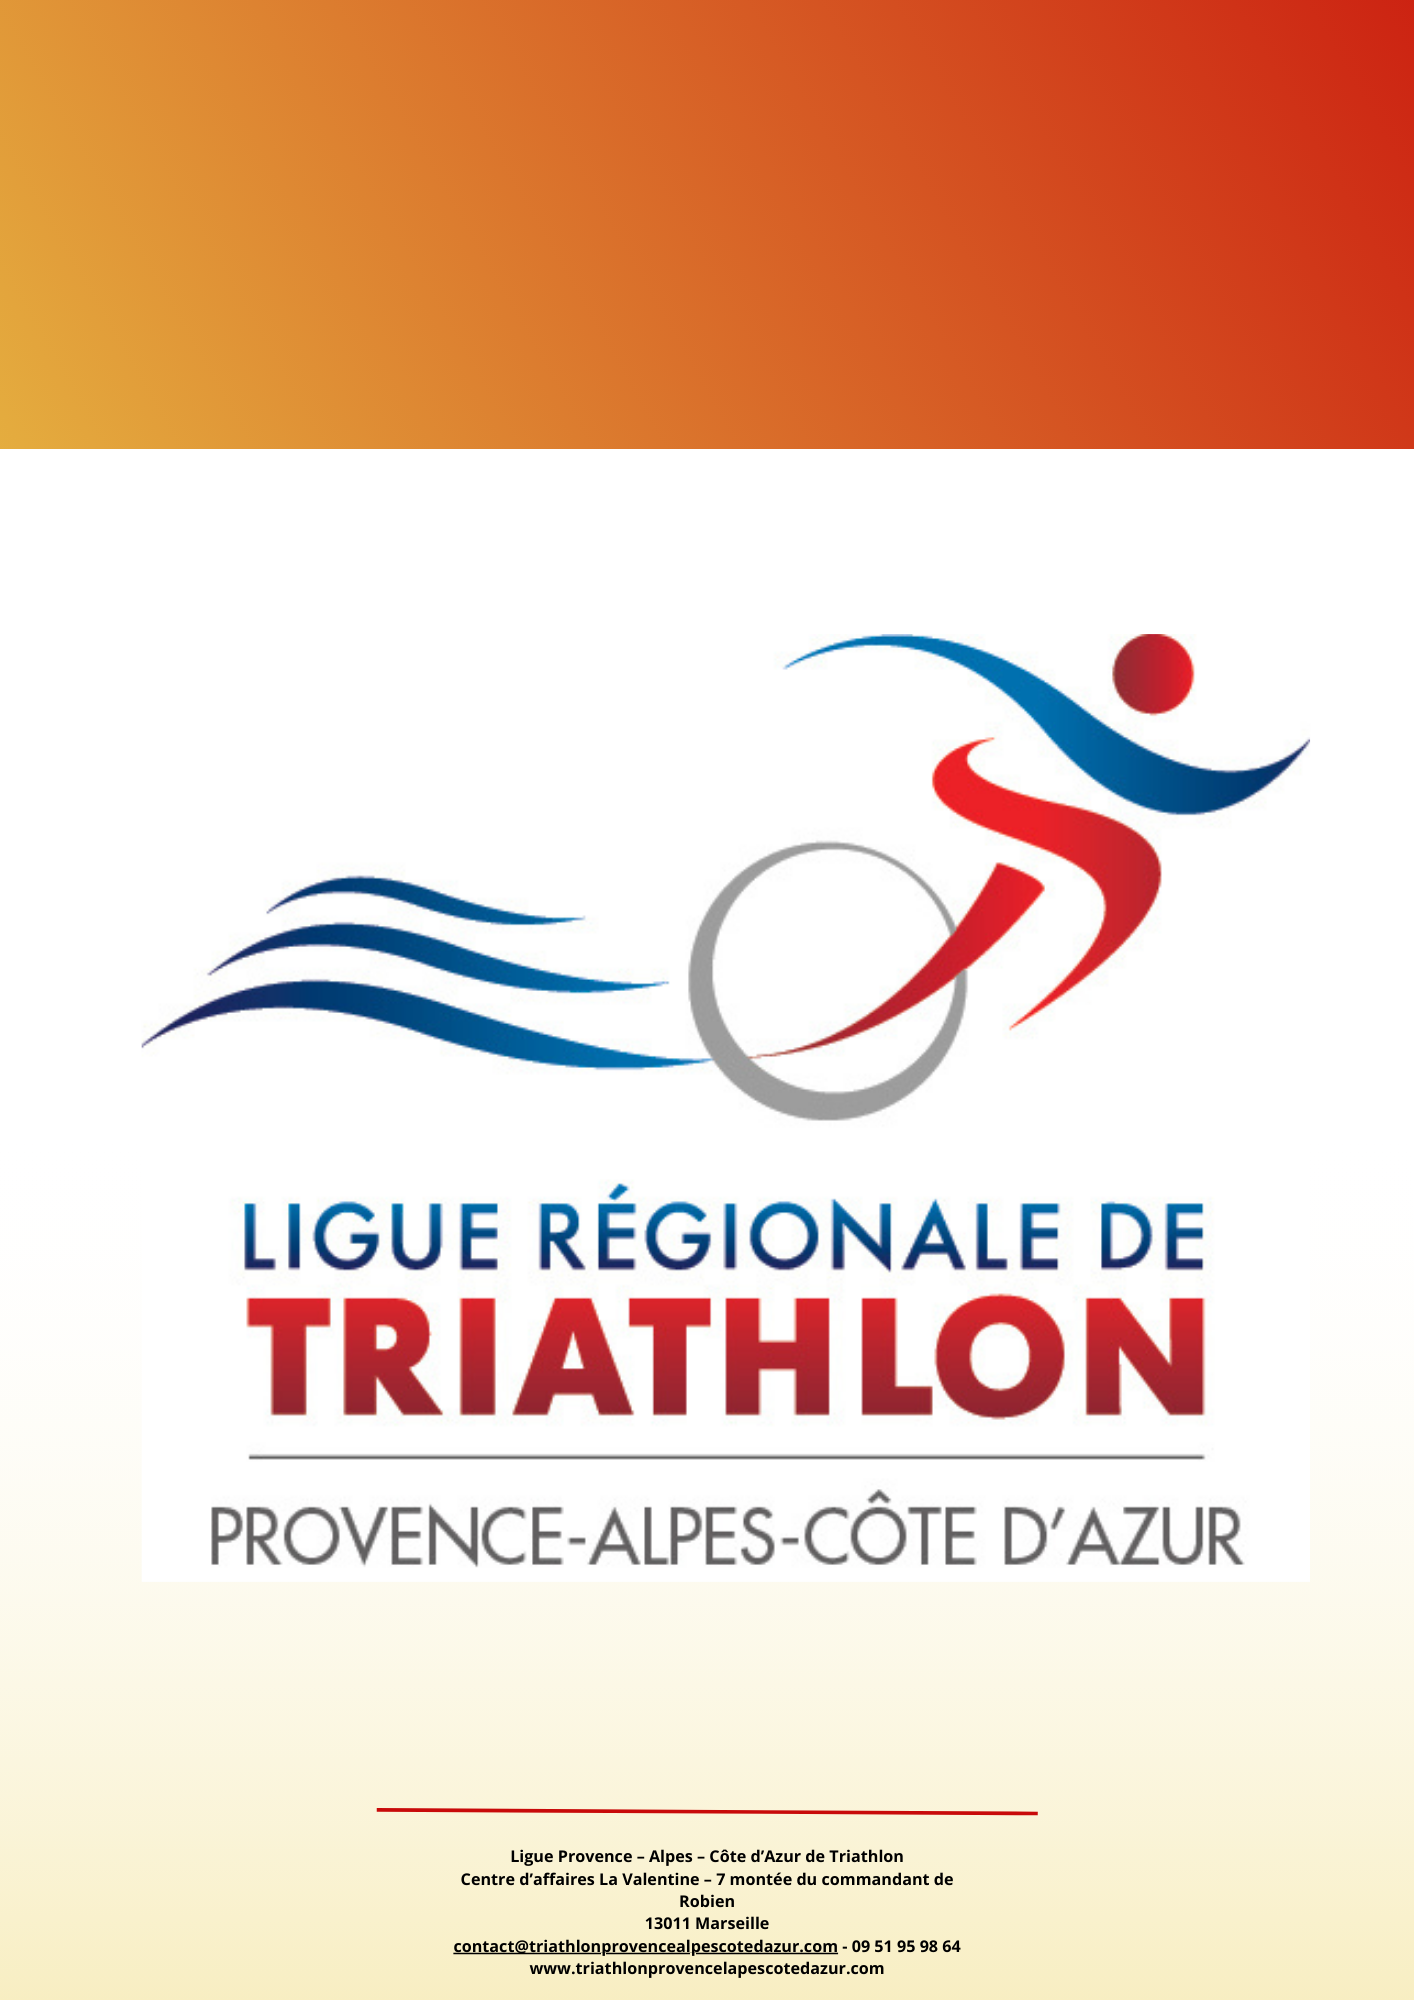 LIGUE RÉGIONALE DE
TRIATHLON
PROVENCE-ALPES-CÔTE D'AZUR
Ligue Provence – Alpes – Côte d’Azur de Triathlon
Centre d’affaires La Valentine – 7 montée du commandant de
Robien
13011 Marseille
contact@triathlonprovencealpescotedazur.com - 09 51 95 98 64
www.triathlonprovencelapescotedazur.com